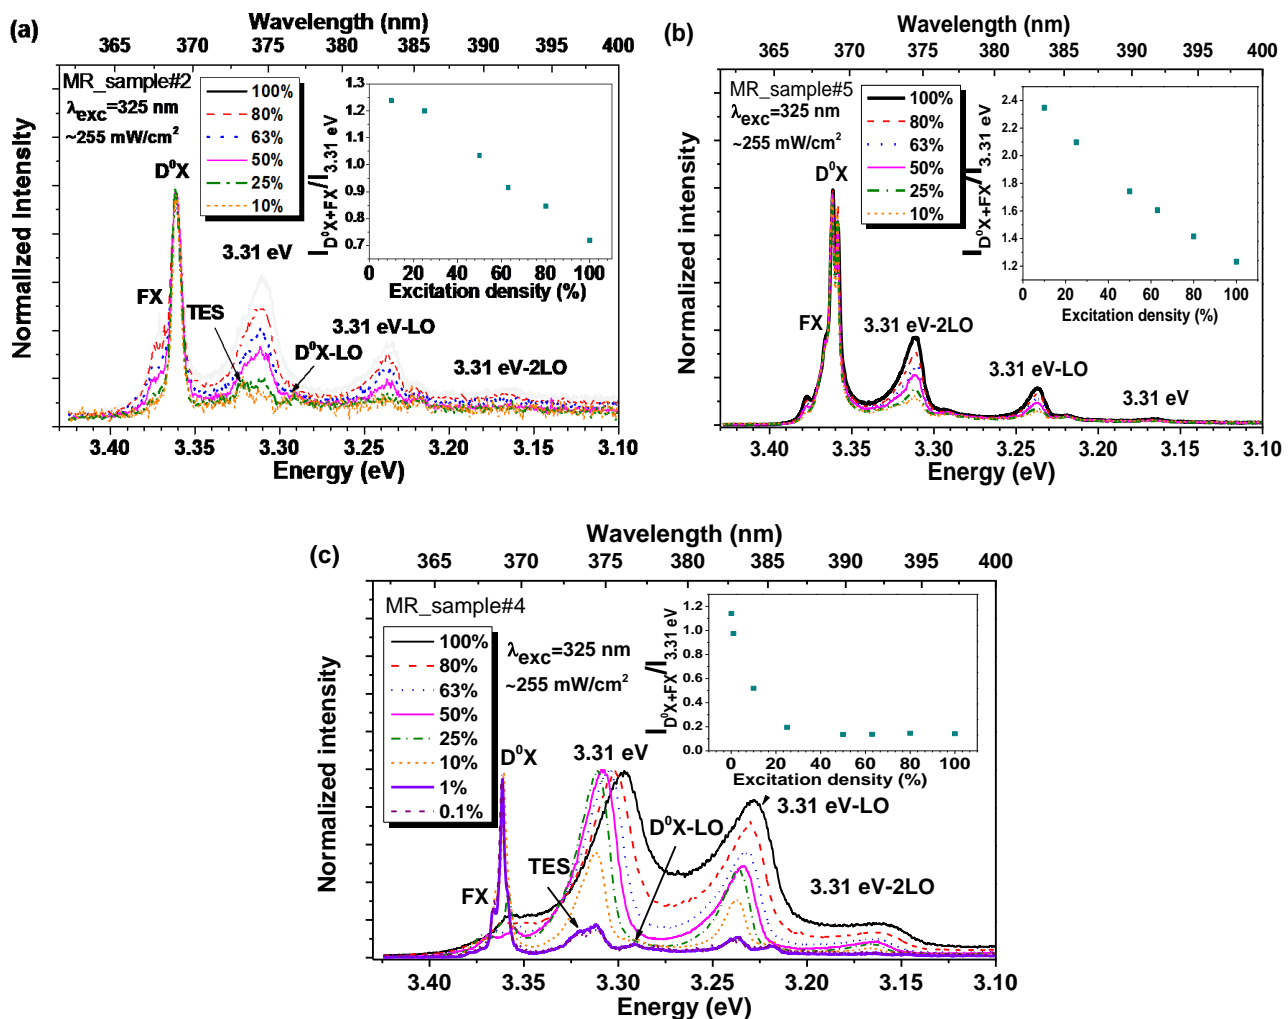 (a)
Wavelength (nm)
365 370 375 380 385 390 395 400
MR_sample#2
λexc=325 nm
~255 mW/cm²
100%
80%
63%
50%
25%
10%
D⁰X
FX
TES
3.31 eV
D⁰X-LO
3.31 eV-LO
3.31 eV-2LO
Normalized Intensity
3.40 3.35 3.30 3.25 3.20 3.15 3.10
Energy (eV)
I D⁰X+FX/I 3.31 eV
1.3
1.2
1.1
1.0
0.9
0.8
0.7
0 20 40 60 80 100
Excitation density (%)
(b)
Wavelength (nm)
365 370 375 380 385 390 395 400
MR_sample#5
λexc=325 nm
~255 mW/cm²
100%
80%
63%
50%
25%
10%
D⁰X
FX
3.31 eV-2LO
3.31 eV-LO
3.31 eV
Normalized intensity
3.40 3.35 3.30 3.25 3.20 3.15 3.10
Energy (eV)
I D⁰X+FX/I 3.31 eV
2.4
2.2
2.0
1.8
1.6
1.4
1.2
0 20 40 60 80 100
Excitation density (%)
(c)
Wavelength (nm)
365 370 375 380 385 390 395 400
MR_sample#4
λexc=325 nm
~255 mW/cm²
100%
80%
63%
50%
25%
10%
1%
0.1%
D⁰X
FX
TES
3.31 eV
D⁰X-LO
3.31 eV-LO
3.31 eV-2LO
Normalized intensity
3.40 3.35 3.30 3.25 3.20 3.15 3.10
Energy (eV)
I D⁰X+FX/I 3.31 eV
1.2
1.0
0.8
0.6
0.4
0.2
0.0
0 20 40 60 80 100
Excitation density (%)